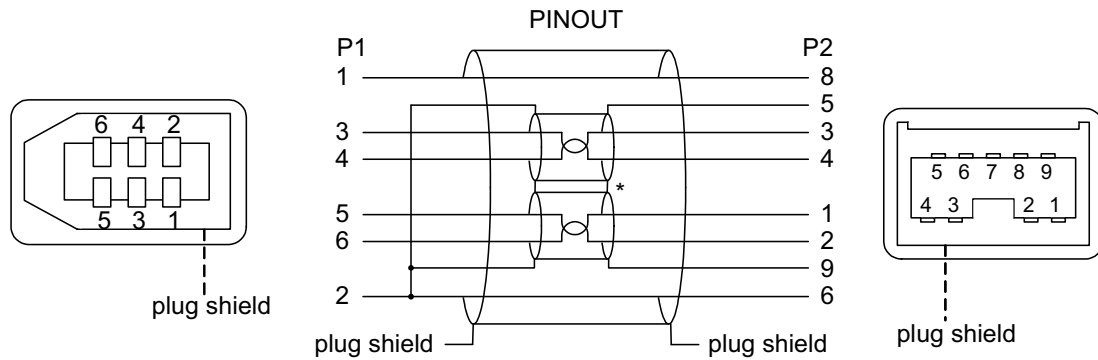 PINOUT
P1 P2
1 8
5
3 3
4 4
*
5 1
6 2
9
2 6
plug shield plug shield
6 4 2
5 3 1
plug shield
5 6 7 8 9
4 3 2 1
plug shield